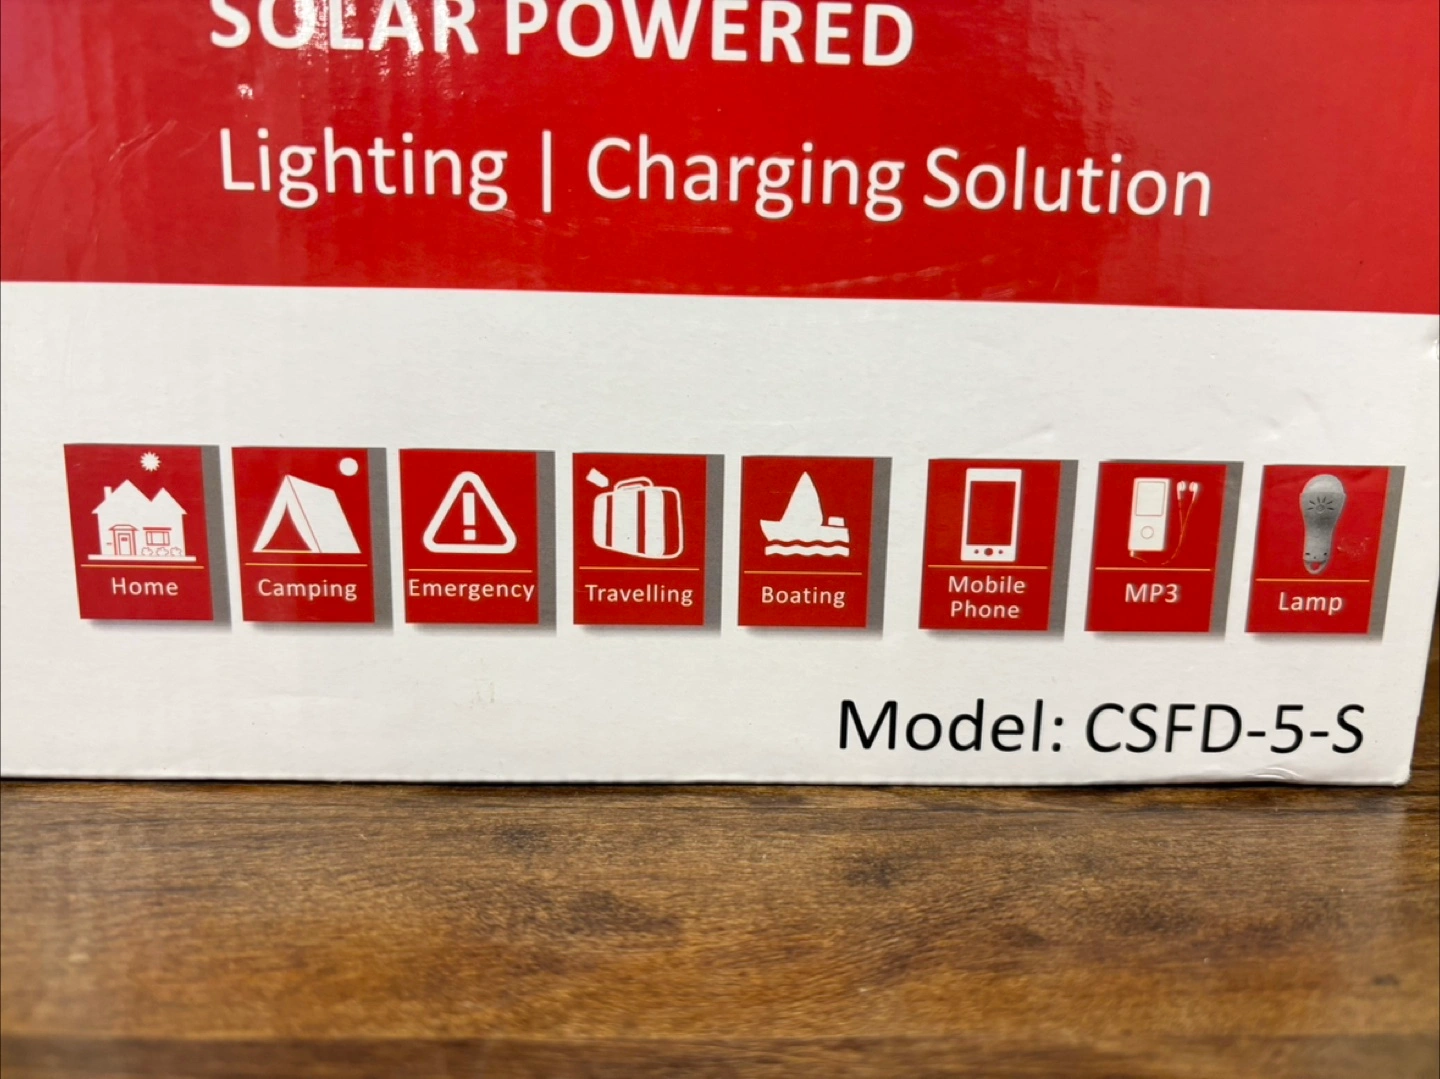 SOLAR POWERED
Lighting | Charging Solution
Home
Camping
Emergency
Travelling
Boating
Mobile
Phone
MP3
Lamp
Model: CSFD-5-S